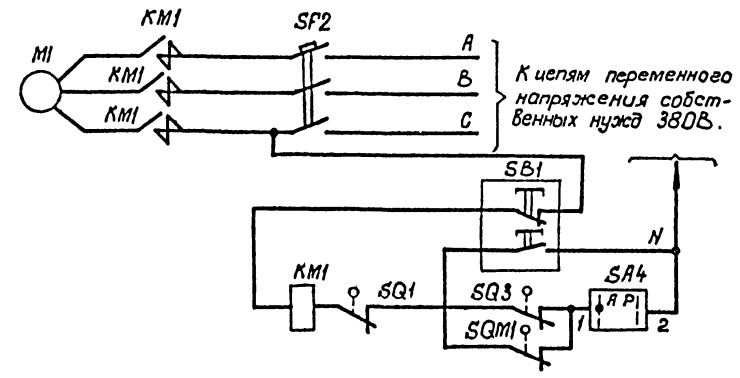 KM1
SF2
M1
A
KM1
B
KM1
C
К цепям переменного
напряжения собст-
венных нужд 380В.
SB1
N
KM1
SQ1
SQ3
SA4
А Р
1
2
SQM1